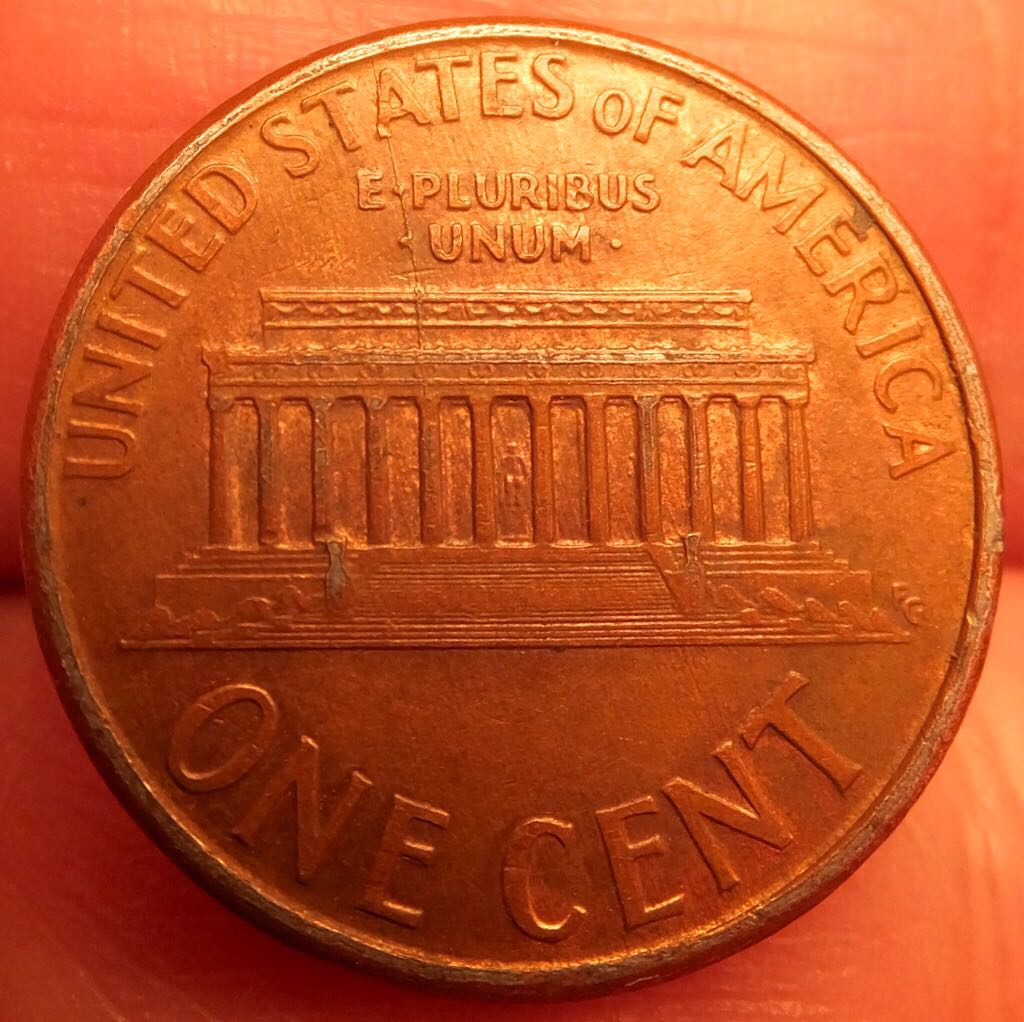 UNITED STATES OF AMERICA
E·PLURIBUS
· UNUM ·
ONE CENT